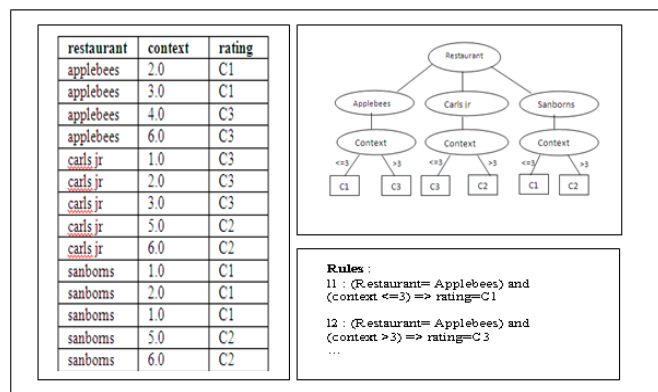 restaurant context rating
applebees 2.0 C1
applebees 3.0 C1
applebees 4.0 C3
applebees 6.0 C3
carls jr 1.0 C3
carls jr 2.0 C3
carls jr 3.0 C3
carls jr 5.0 C2
carls jr 6.0 C2
sanborns 1.0 C1
sanborns 2.0 C1
sanborns 1.0 C1
sanborns 5.0 C2
sanborns 6.0 C2
Restaurant
Applebees Carls jr Sanborns
Context Context Context
<=3 >3 <=3 >3 <=3 >3
C1 C3 C3 C2 C1 C2
Rules :
l1 : (Restaurant= Applebees) and
(context <=3) => rating=C1
l2 : (Restaurant= Applebees) and
(context >3) => rating=C3
...